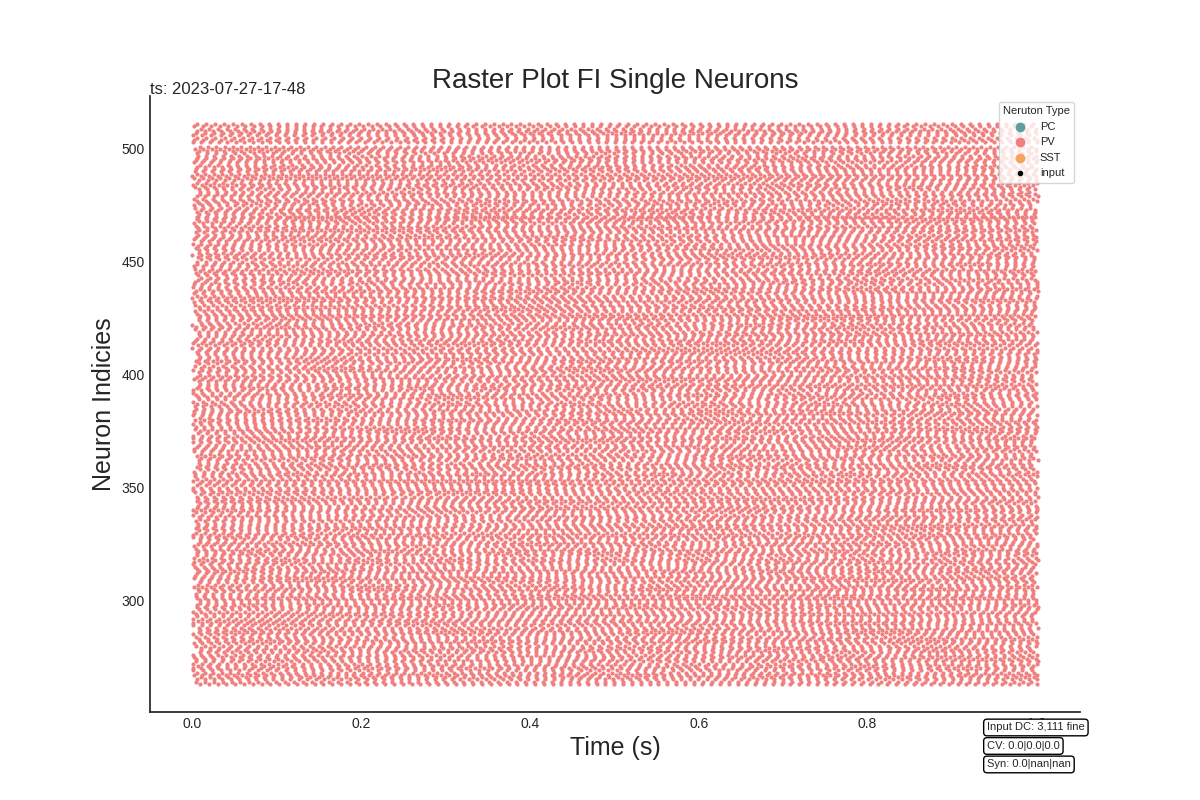 Raster Plot FI Single Neurons
ts: 2023-07-27-17-48
Neruton Type
PC
PV
SST
input
500
450
400
350
300
Neuron Indicies
0.0 0.2 0.4 0.6 0.8
Time (s)
Input DC: 3,111 fine
CV: 0.0|0.0|0.0
Syn: 0.0|nan|nan